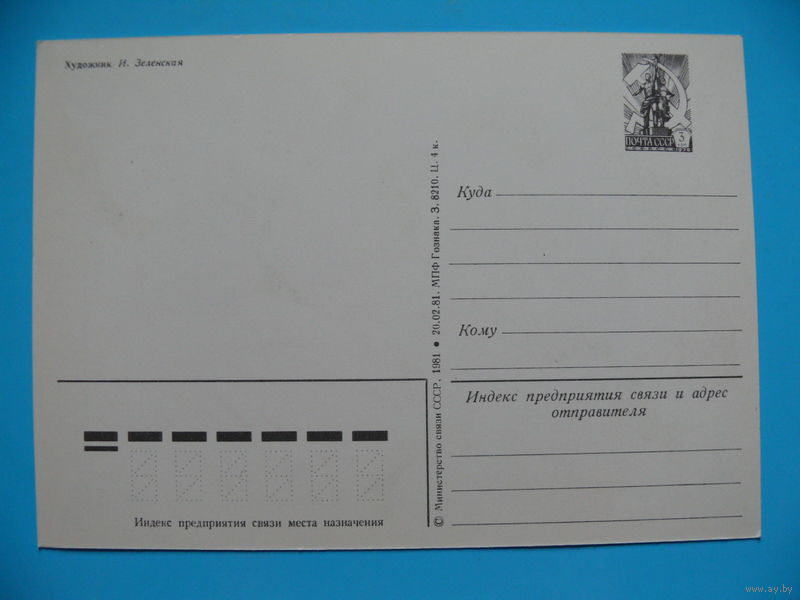 Художник И. Зеленская
ПОЧТА СССР
3
Куда
Кому
© Министерство связи СССР, 1981 ● 20.02.81. МПФ Гознака. З. 8210. Ц. 4 к.
Индекс предприятия связи и адрес
отправителя
Индекс предприятия связи места назначения
www.ay.by